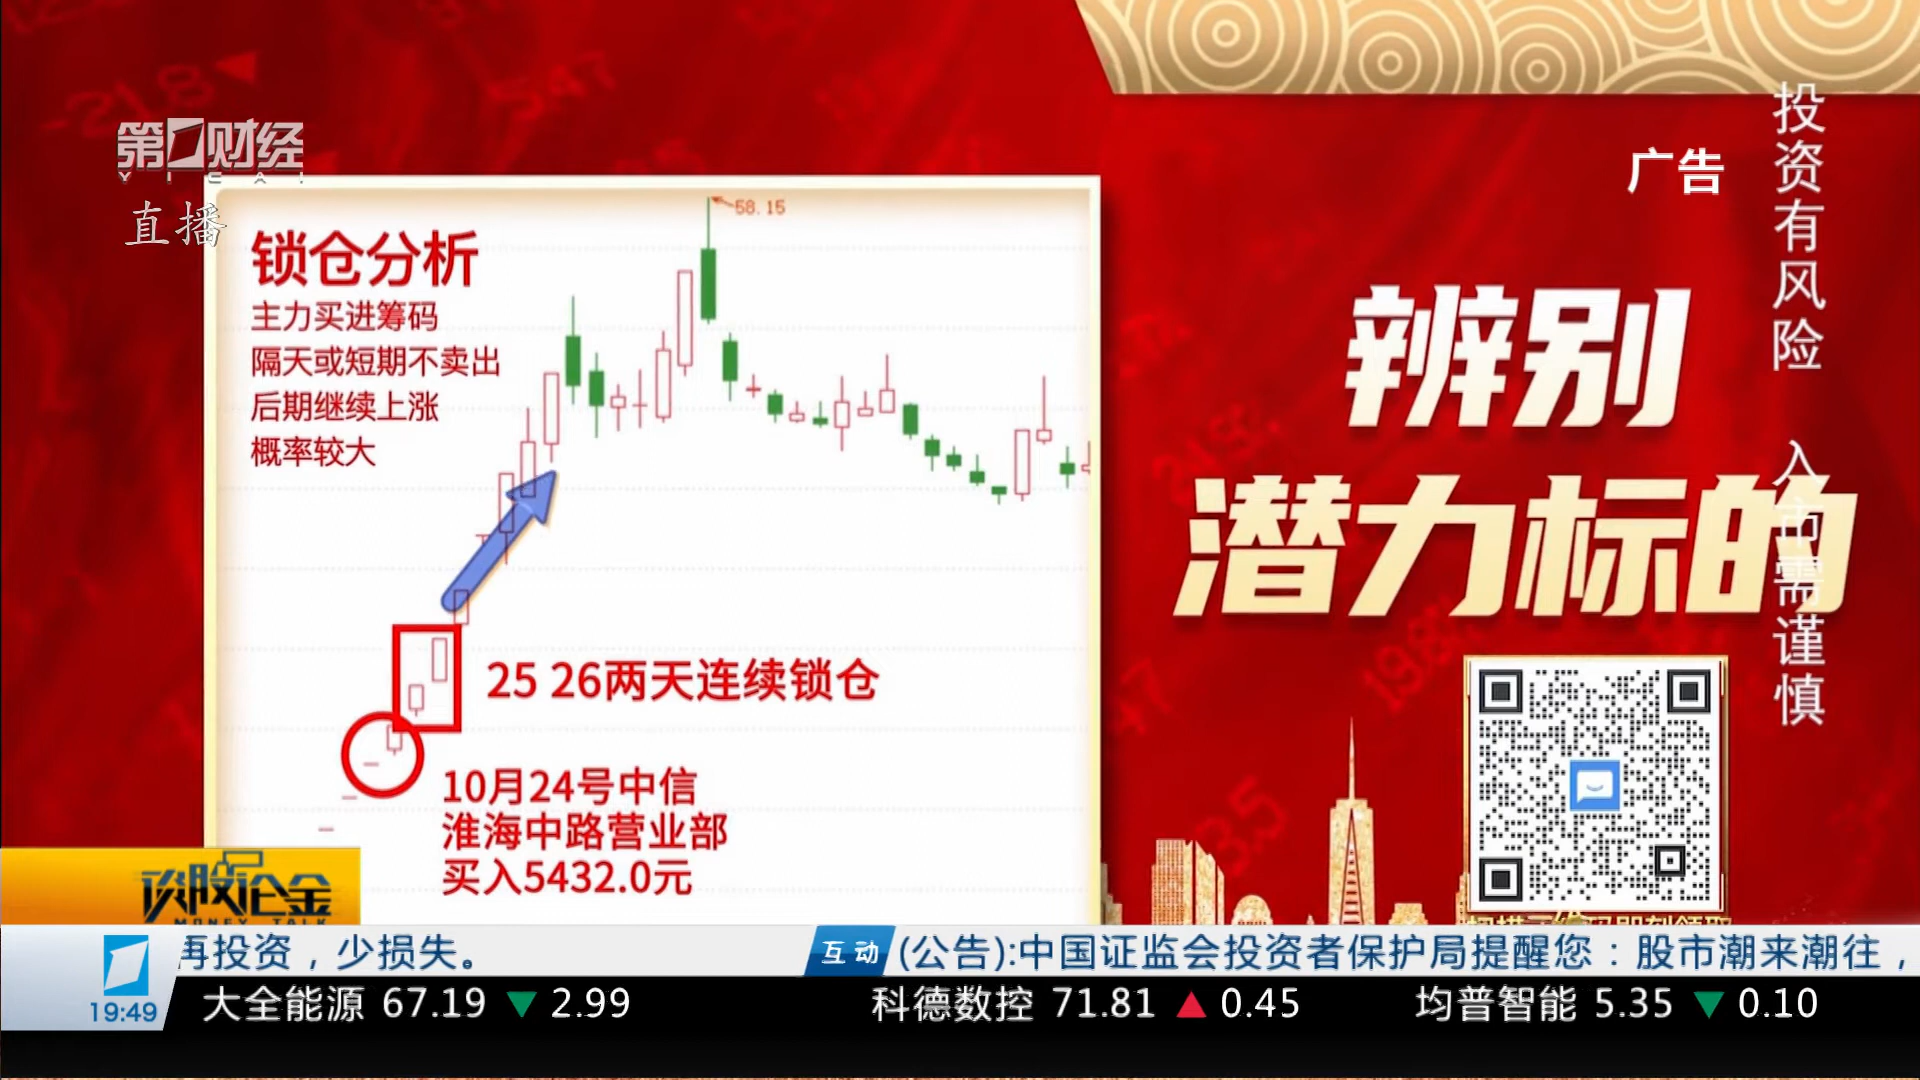 第一财经
YICAI
直播
广告
投资有风险 入市需谨慎
58.15
锁仓分析
主力买进筹码
隔天或短期不卖出
后期继续上涨
概率较大
辨别
潜力标的
25 26两天连续锁仓
10月24号中信
淮海中路营业部
买入5432.0元
谈股论金
MONEY TALK
再投资，少损失。
互动
(公告):中国证监会投资者保护局提醒您：股市潮来潮往，
19:49
大全能源 67.19 ▼ 2.99
科德数控 71.81 ▲ 0.45
均普智能 5.35 ▼ 0.10